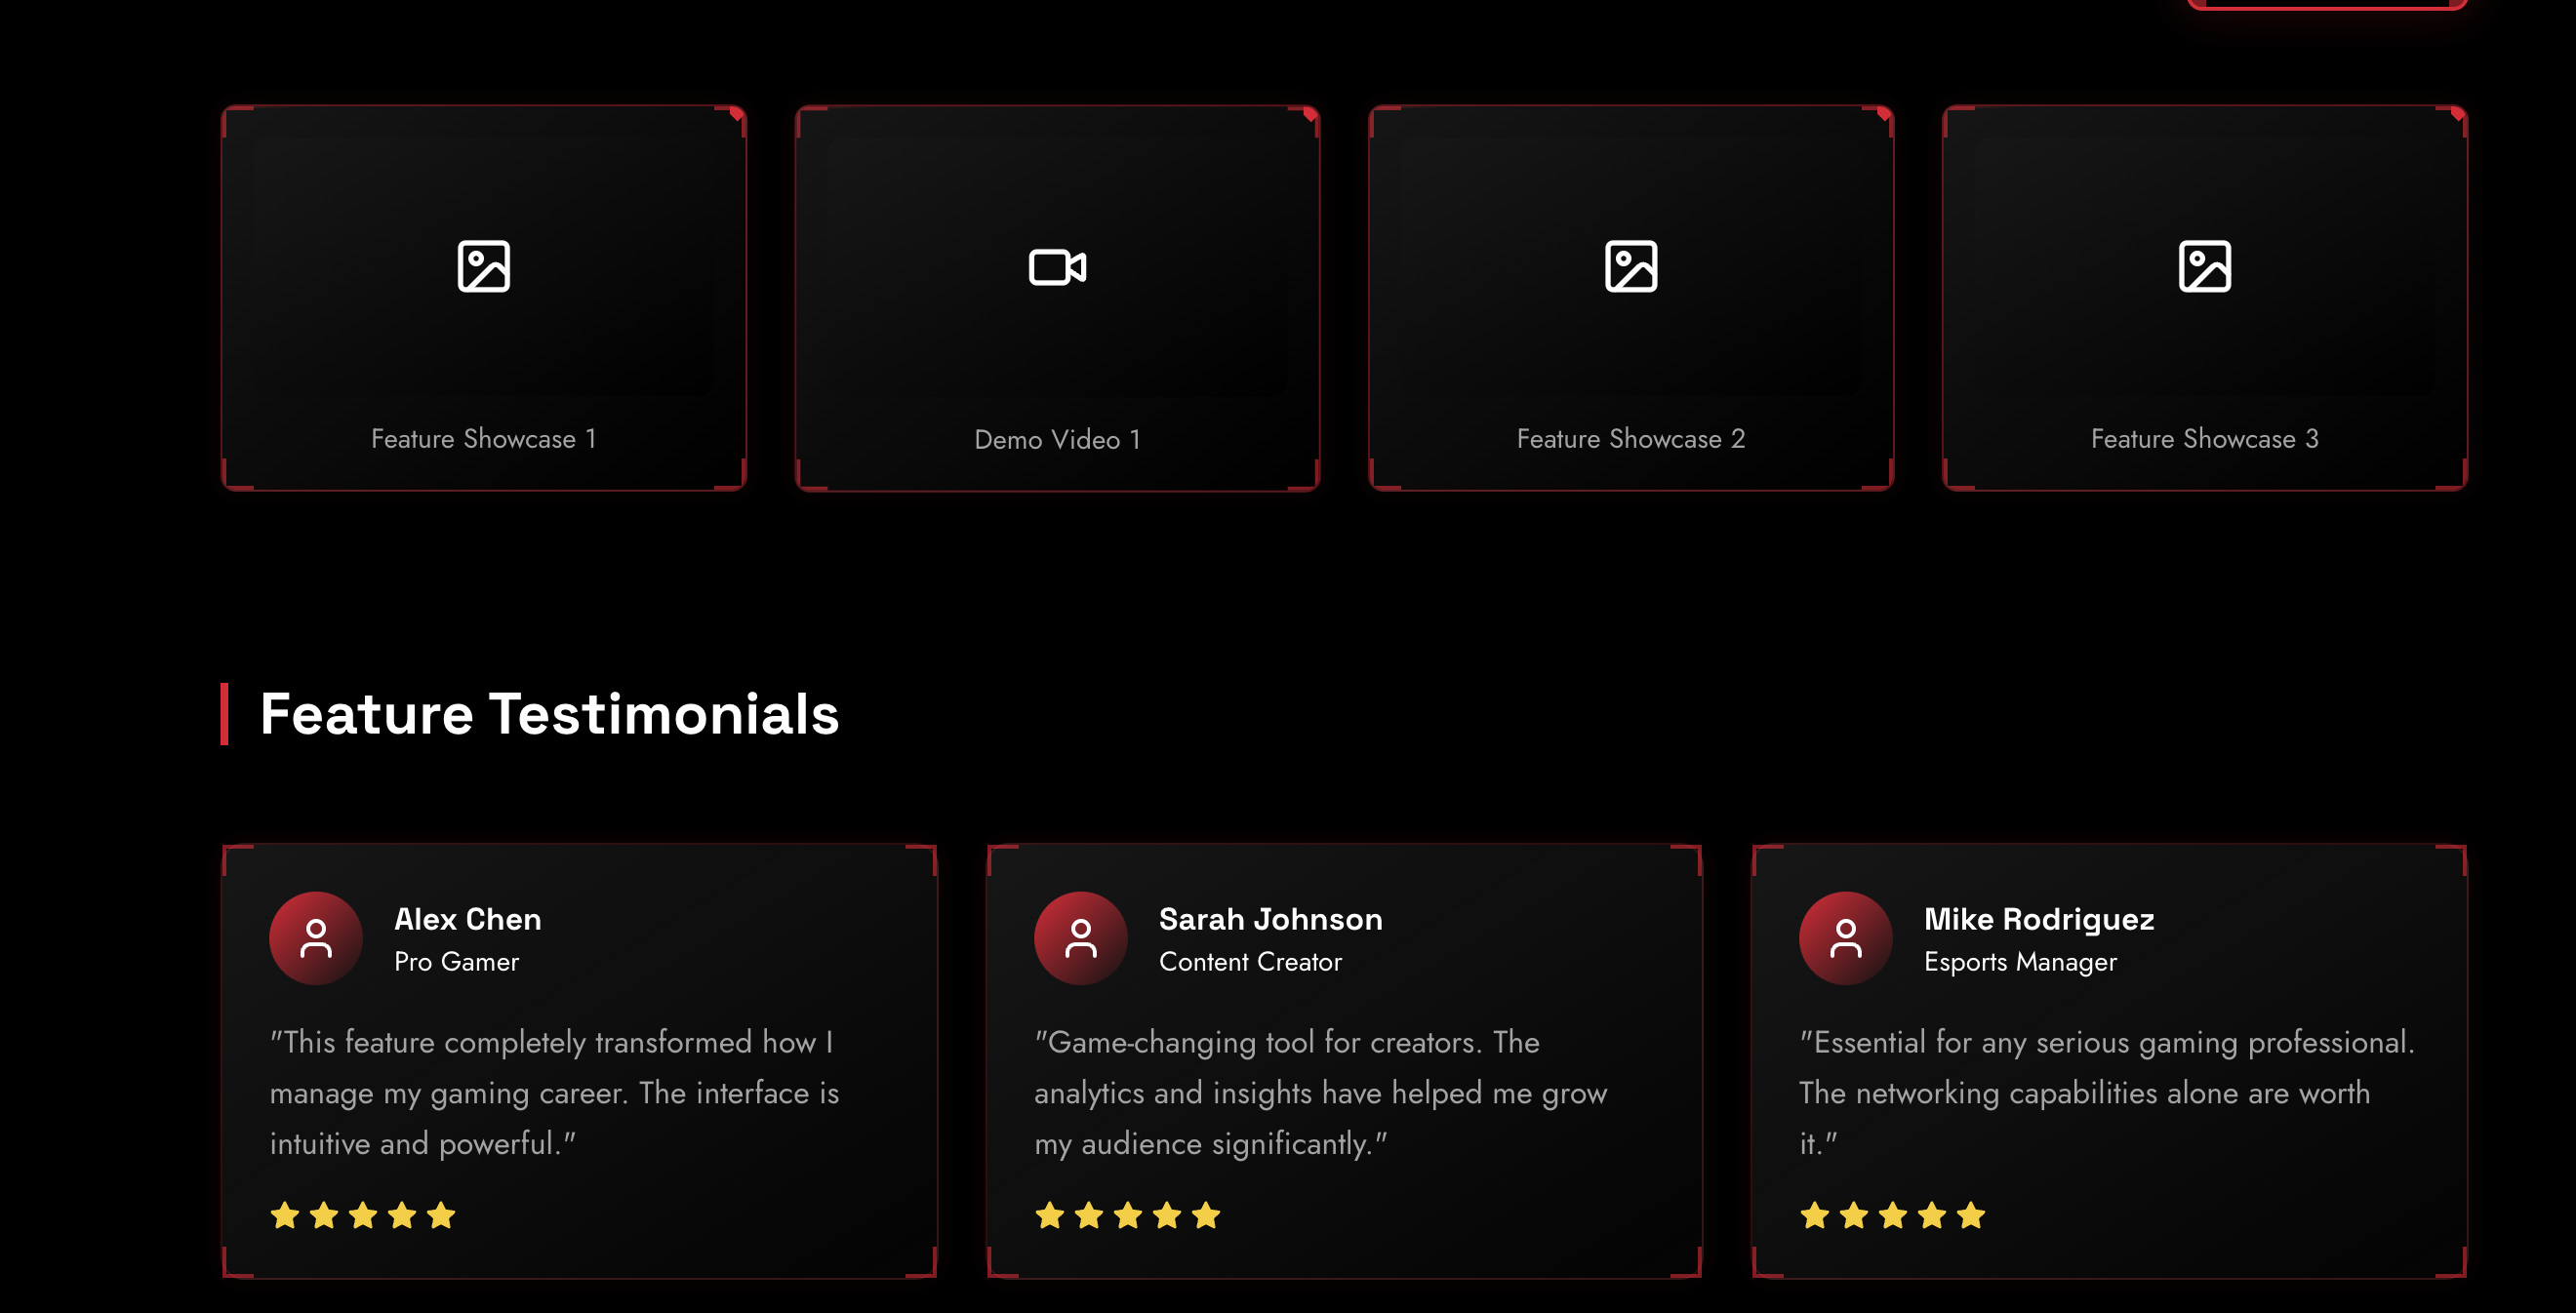 Feature Showcase 1
Demo Video 1
Feature Showcase 2
Feature Showcase 3
Feature Testimonials
Alex Chen
Pro Gamer
"This feature completely transformed how I
manage my gaming career. The interface is
intuitive and powerful."
Sarah Johnson
Content Creator
"Game-changing tool for creators. The
analytics and insights have helped me grow
my audience significantly."
Mike Rodriguez
Esports Manager
"Essential for any serious gaming professional.
The networking capabilities alone are worth
it."